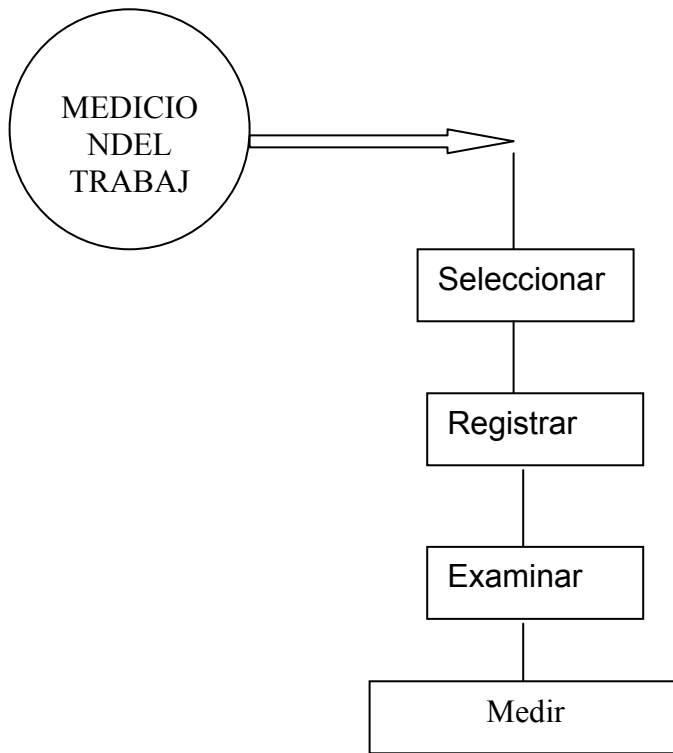 MEDICIO
NDEL
TRABAJ
Seleccionar
Registrar
Examinar
Medir